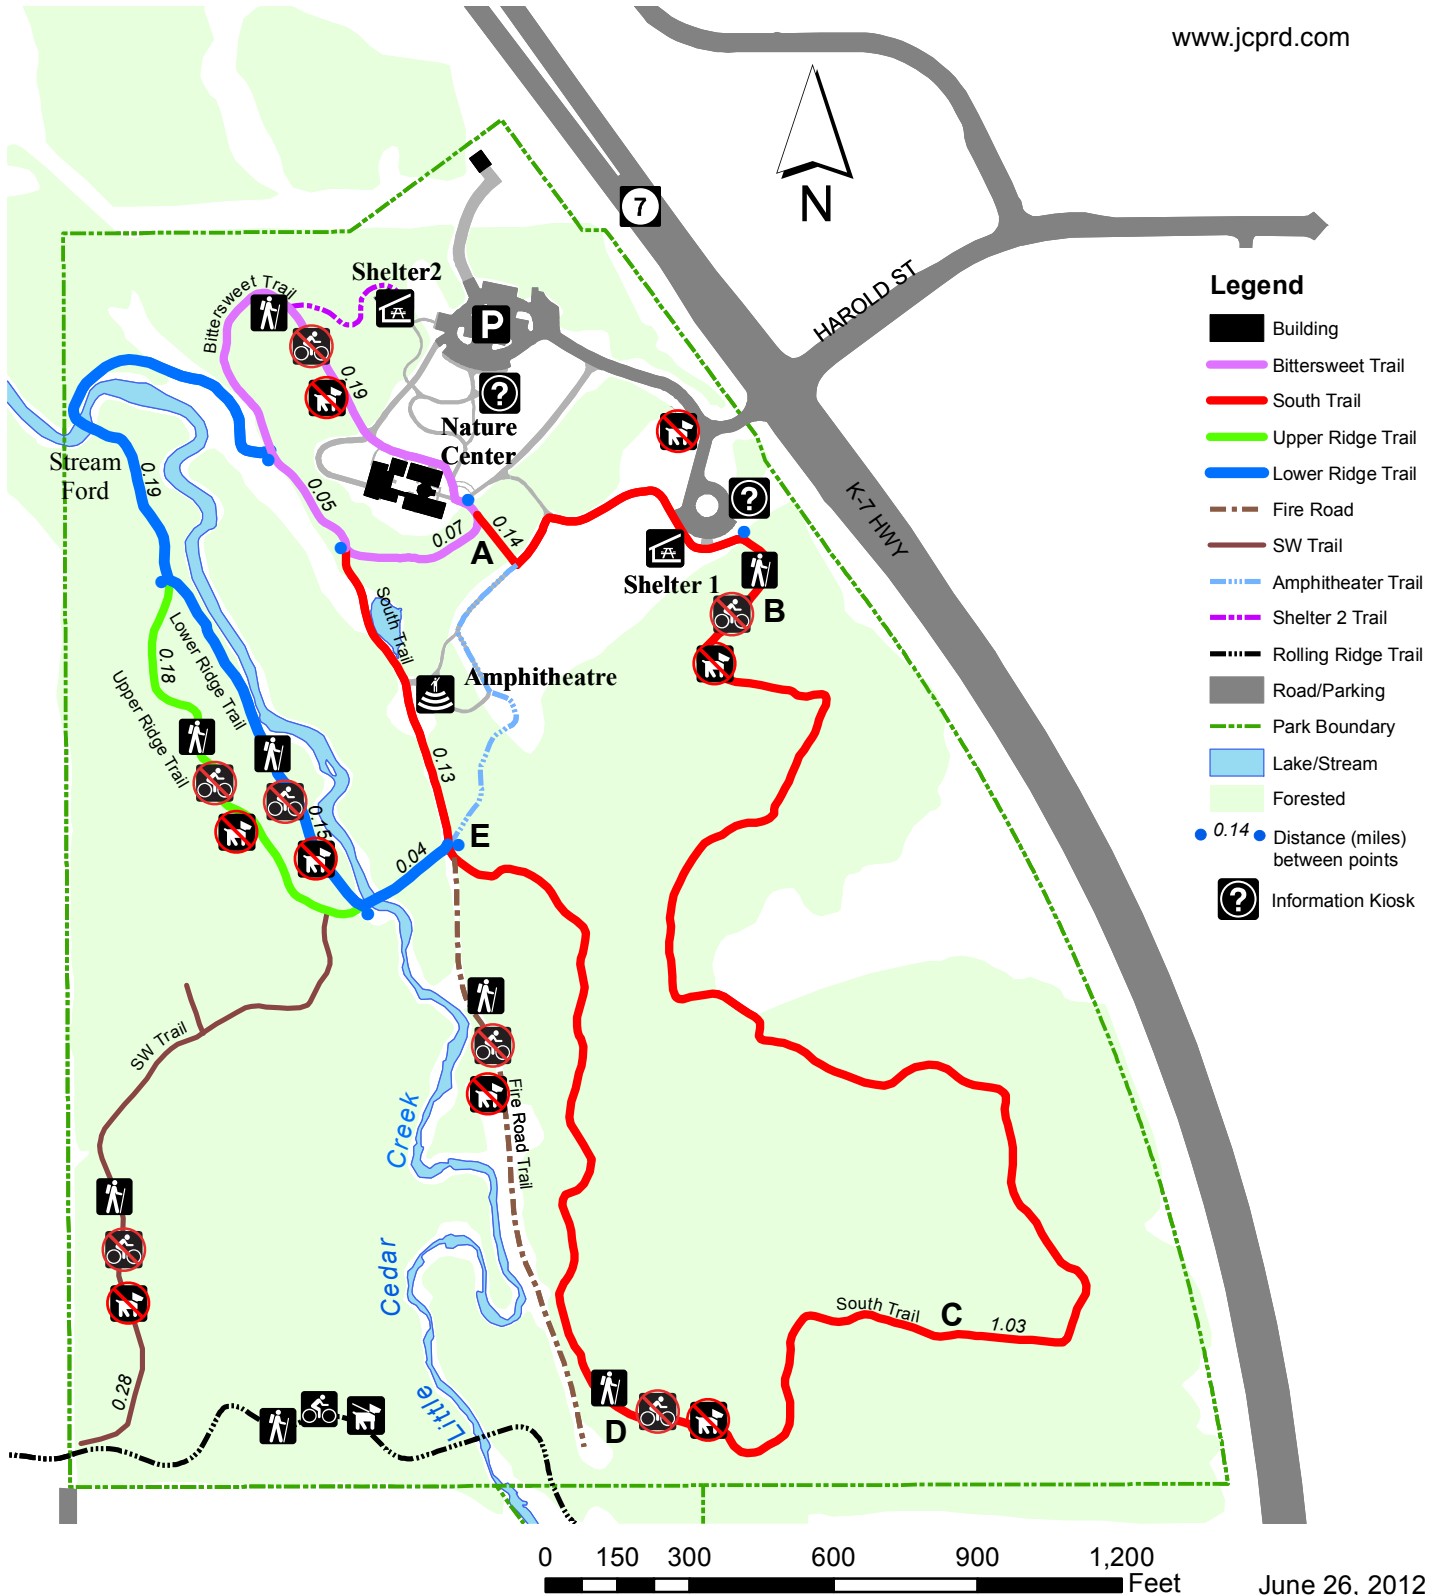 www.jcprd.com
N
7
HAROLD ST
K-7 HWY
Legend
Building
Bittersweet Trail
South Trail
Upper Ridge Trail
Lower Ridge Trail
Fire Road
SW Trail
Amphitheater Trail
Shelter 2 Trail
Rolling Ridge Trail
Road/Parking
Park Boundary
Lake/Stream
Forested
0.14 Distance (miles)
between points
? Information Kiosk
Shelter2
Bittersweet Trail
P
0.19
?
Nature
Center
Stream
Ford
0.19
0.05
0.07
A
0.14
?
Shelter 1
B
South Trail
Lower Ridge Trail
0.18
Upper Ridge Trail
Amphitheatre
0.13
0.15
0.04
E
SW Trail
Fire Road Trail
Creek
Cedar
Little
South Trail
C
1.03
0.28
D
0 150 300 600 900 1,200
Feet
June 26, 2012